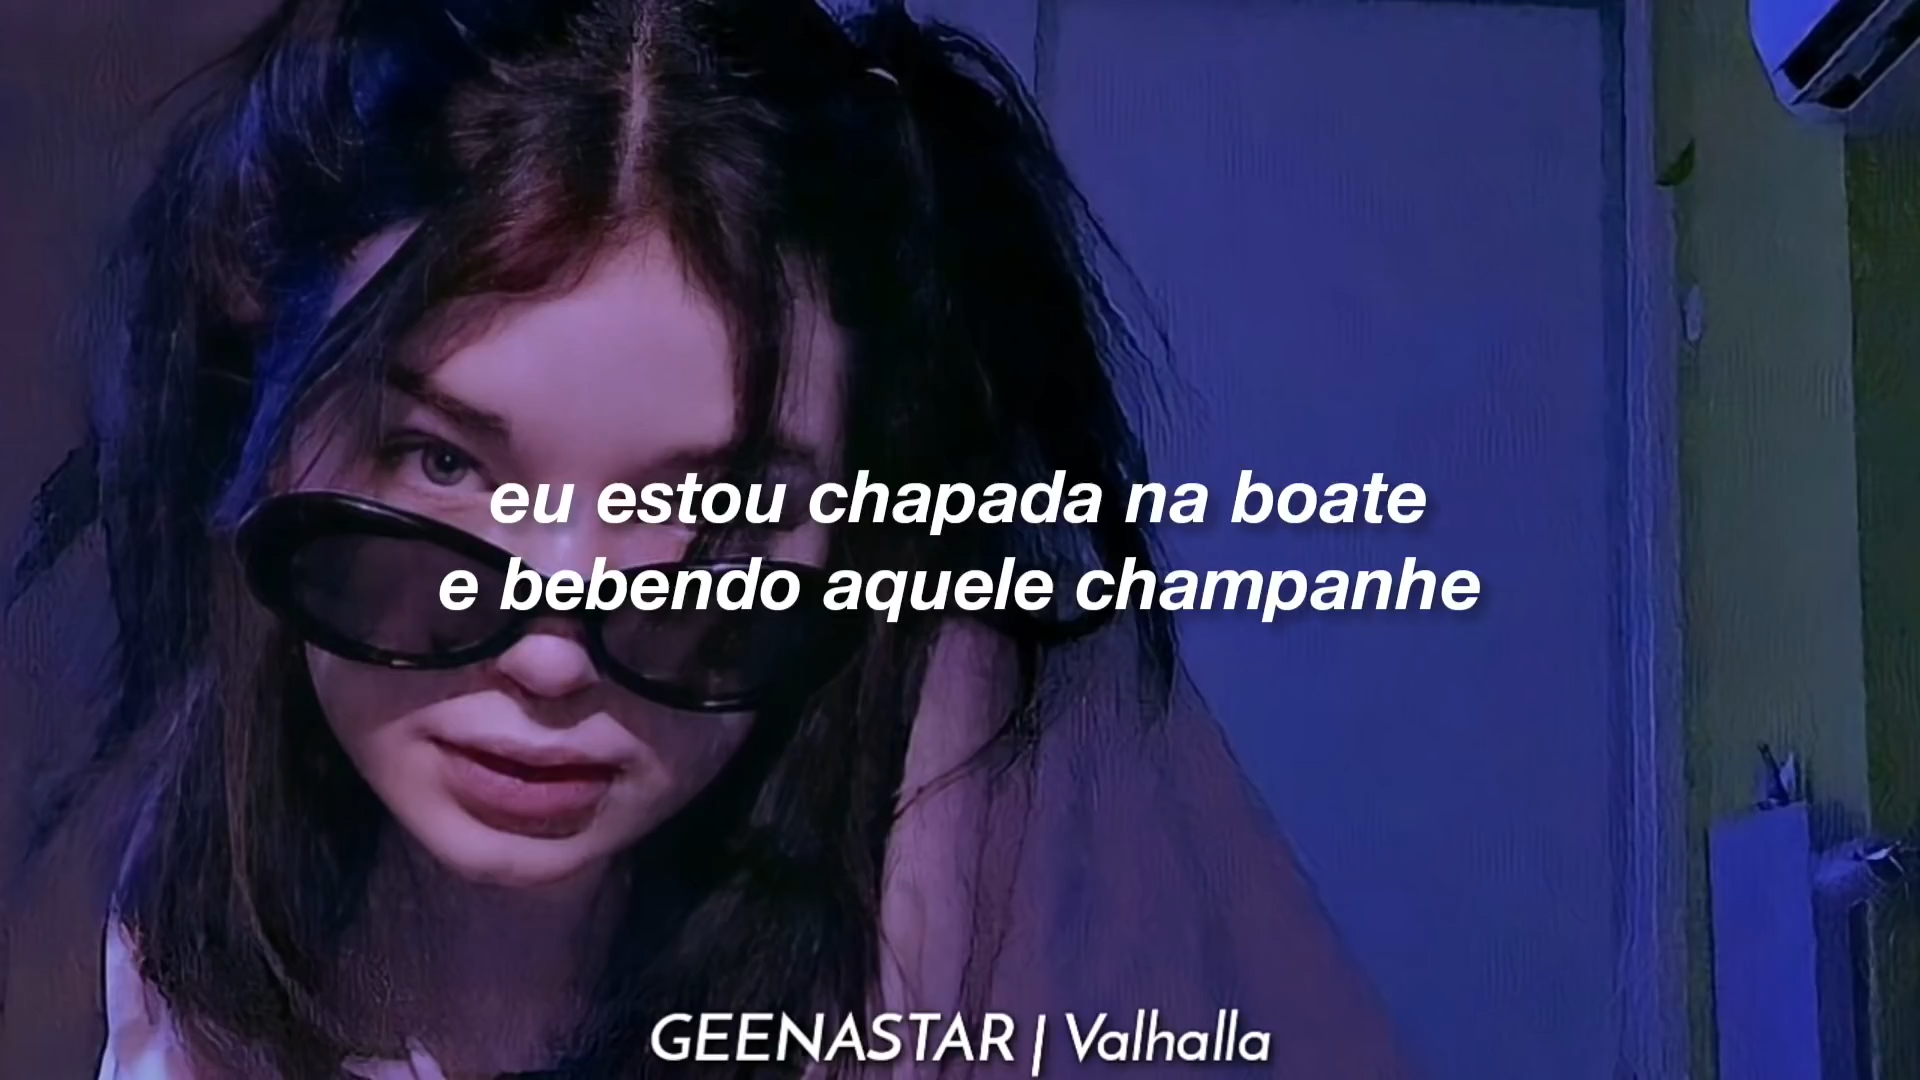 eu estou chapada na boate
e bebendo aquele champanhe
GEENASTAR | Valhalla